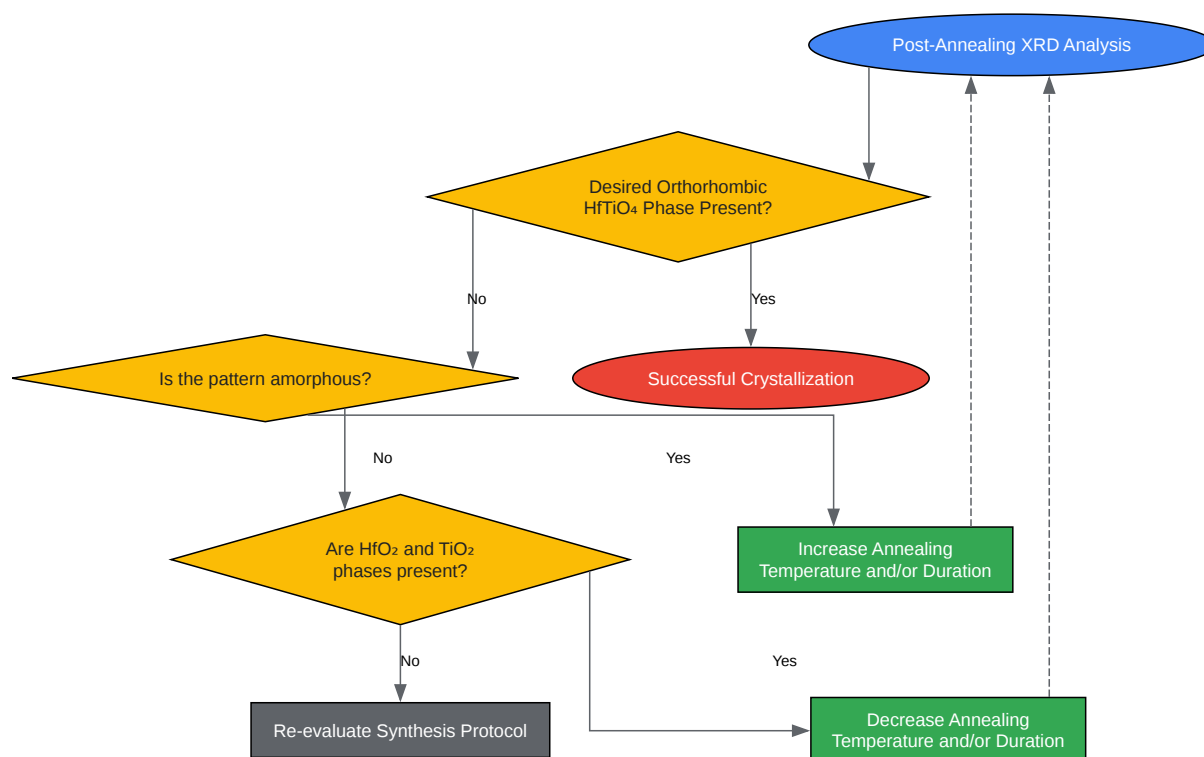 Post-Annealing XRD Analysis
Desired Orthorhombic
HfTiO₄ Phase Present?
No
Yes
Is the pattern amorphous?
Successful Crystallization
No
Yes
Are HfO₂ and TiO₂
phases present?
Increase Annealing
Temperature and/or Duration
No
Yes
Re-evaluate Synthesis Protocol
Decrease Annealing
Temperature and/or Duration